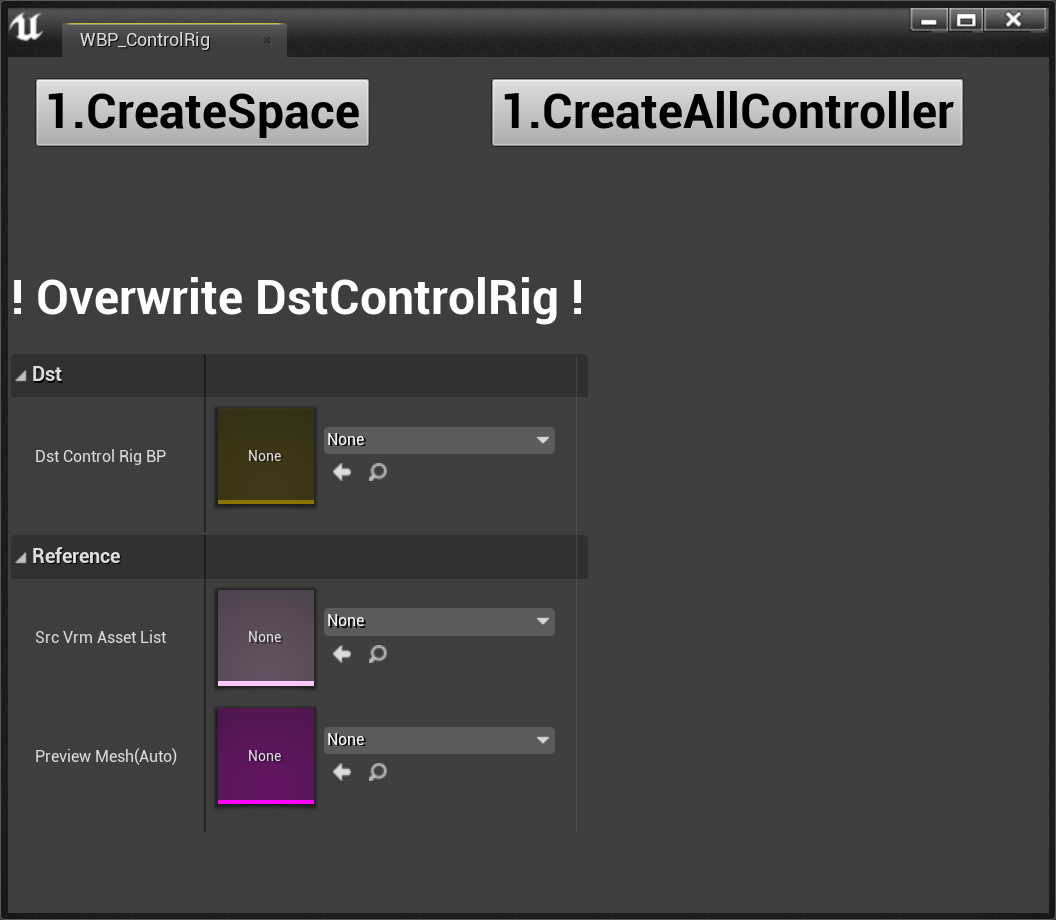 WBP_ControlRig
1.CreateSpace
1.CreateAllController
! Overwrite DstControlRig !
Dst
Dst Control Rig BP
None
None
Reference
Src Vrm Asset List
None
None
Preview Mesh(Auto)
None
None